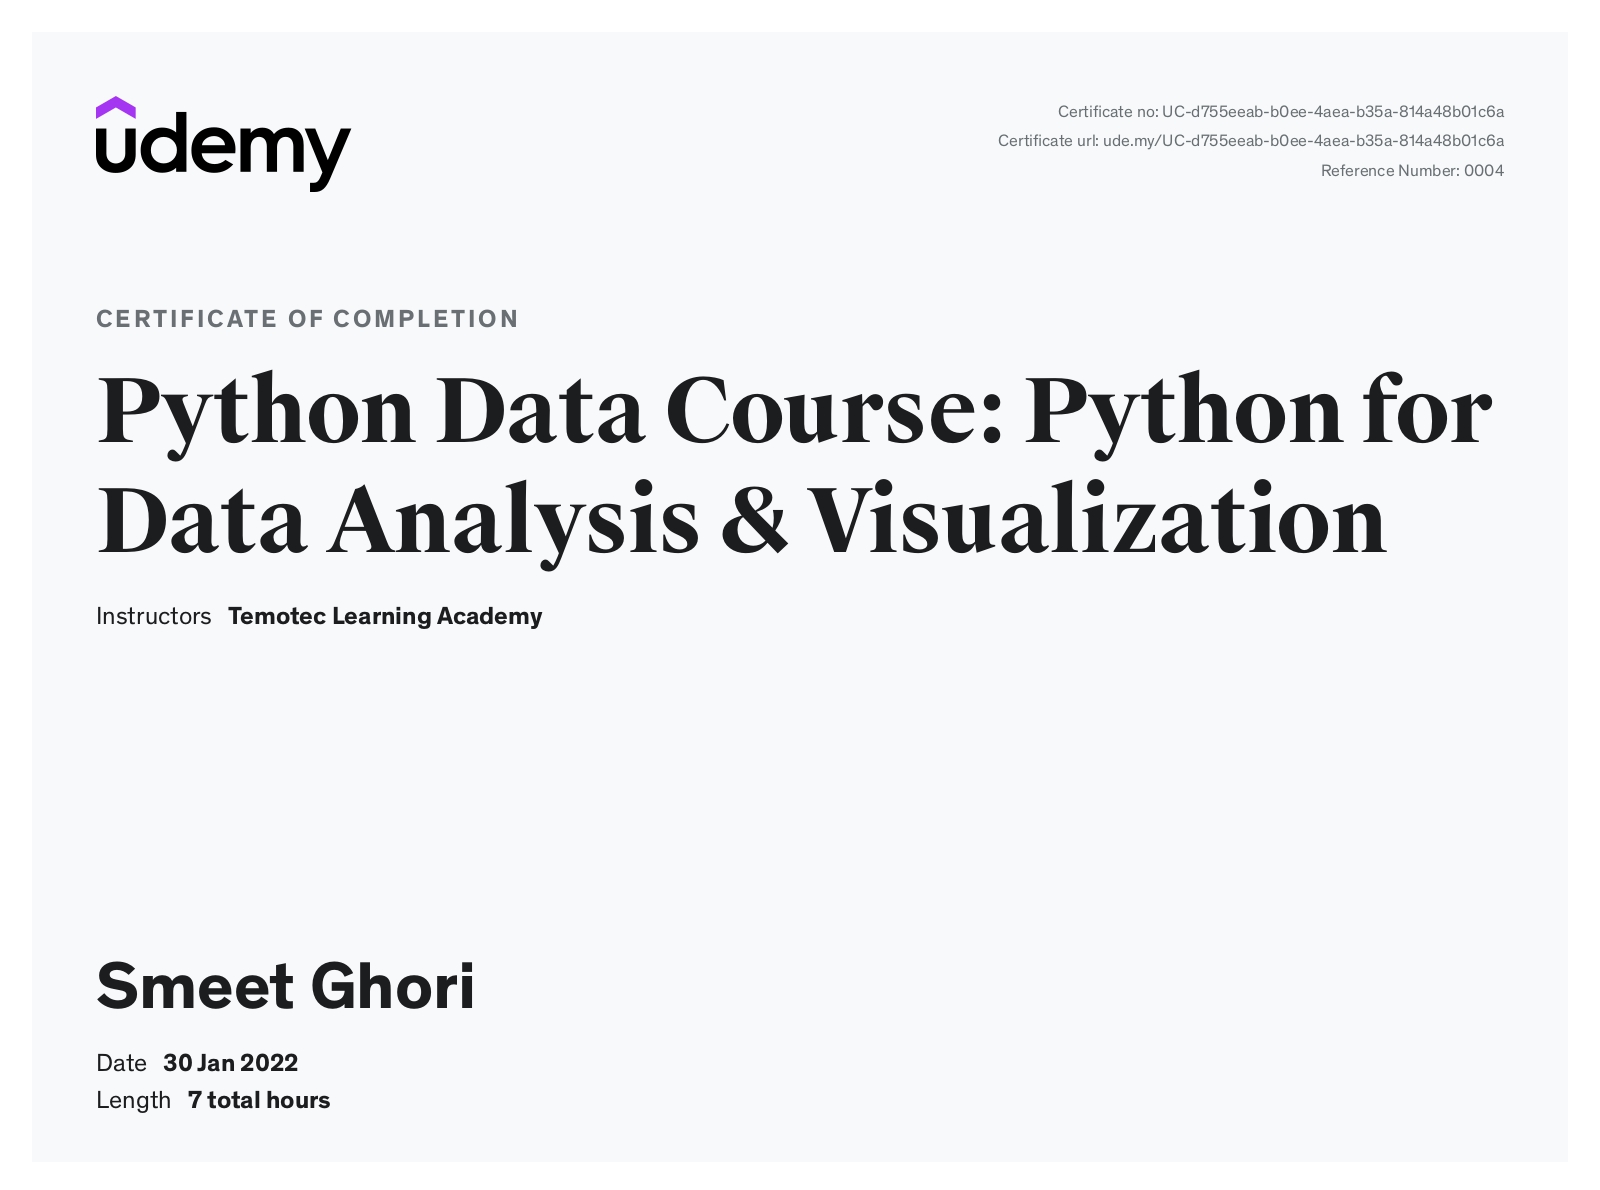 udemy
Certificate no: UC-d755eeab-b0ee-4aea-b35a-814a48b01c6a
Certificate url: ude.my/UC-d755eeab-b0ee-4aea-b35a-814a48b01c6a
Reference Number: 0004
CERTIFICATE OF COMPLETION
Python Data Course: Python for
Data Analysis & Visualization
Instructors Temotec Learning Academy
Smeet Ghori
Date 30 Jan 2022
Length 7 total hours